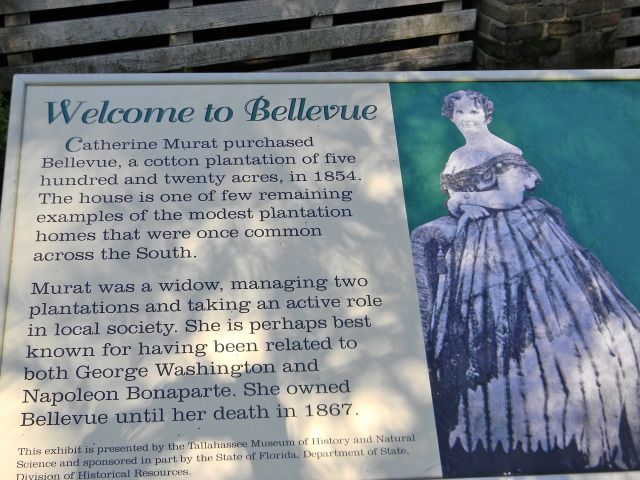 Welcome to Bellevue
Catherine Murat purchased
Bellevue, a cotton plantation of five
hundred and twenty acres, in 1854.
The house is one of few remaining
examples of the modest plantation
homes that were once common
across the South.
Murat was a widow, managing two
plantations and taking an active role
in local society. She is perhaps best
known for having been related to
both George Washington and
Napoleon Bonaparte. She owned
Bellevue until her death in 1867.
This exhibit is presented by the Tallahassee Museum of History and Natural
Science and sponsored in part by the State of Florida, Department of State,
Division of Historical Resources.